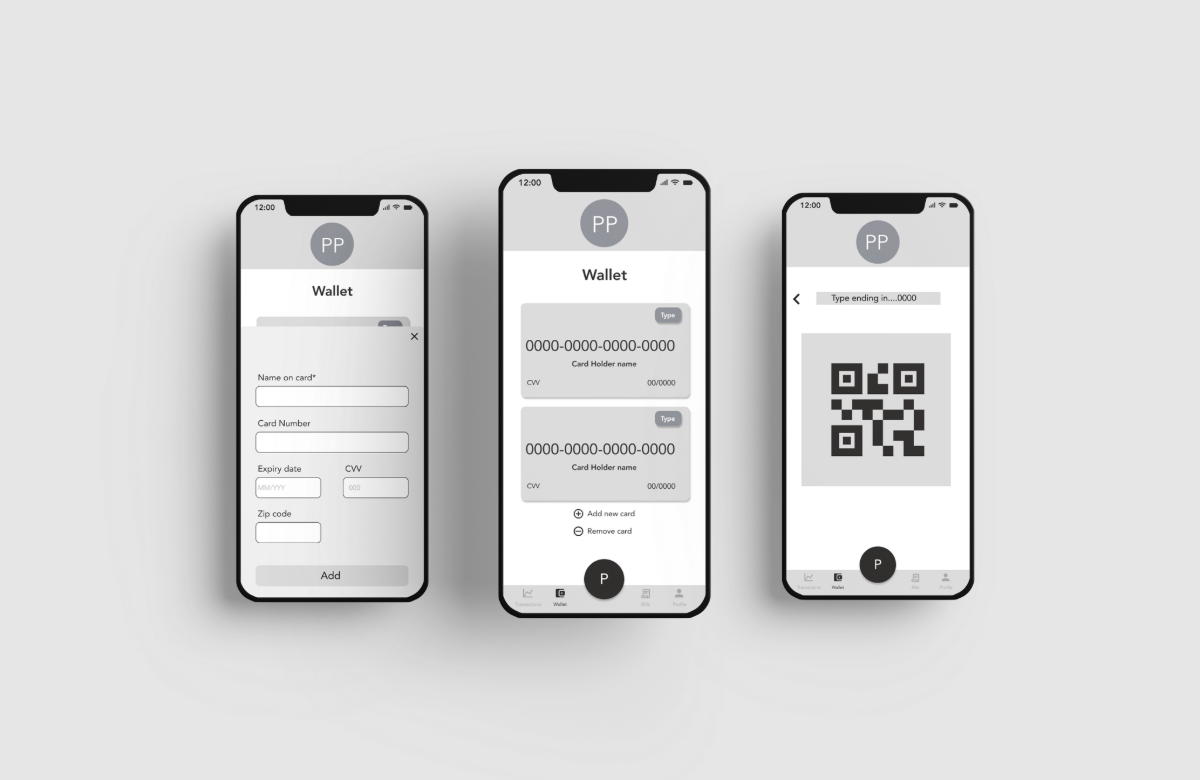 12:00
PP
Wallet
Name on card*
Card Number
Expiry date
CVV
MM/YYY
000
Zip code
Add
12:00
PP
Wallet
Type
0000-0000-0000-0000
Card Holder name
CVV
00/0000
Type
0000-0000-0000-0000
Card Holder name
CVV
00/0000
Add new card
Remove card
P
Transactions
Wallet
Bills
Profile
12:00
PP
Type ending in....0000
P
Transactions
Wallet
Profile